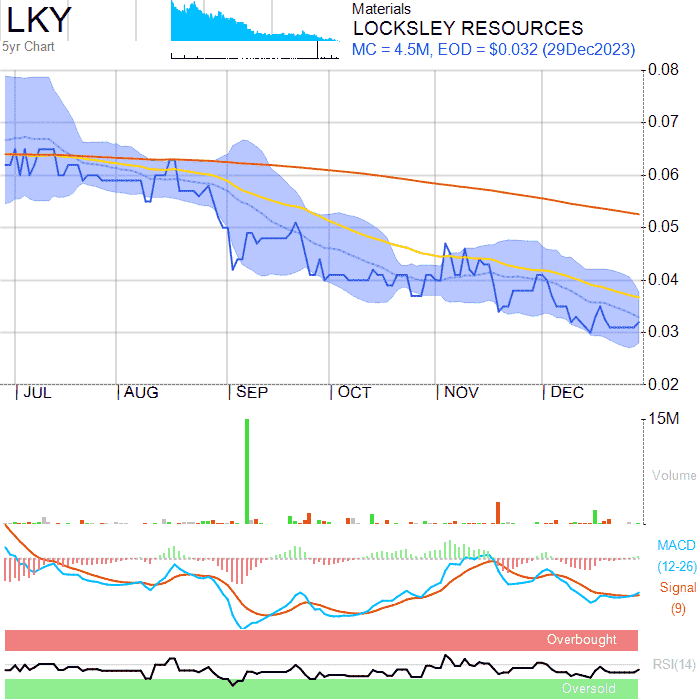 LKY
5yr Chart
Materials
LOCKSLEY RESOURCES
MC = 4.5M, EOD = $0.032 (29Dec2023)
0.08
0.07
0.06
0.05
0.04
0.03
0.02
JUL AUG SEP OCT NOV DEC
15M
Volume
MACD
(12-26)
Signal
(9)
Overbought
RSI(14)
Oversold